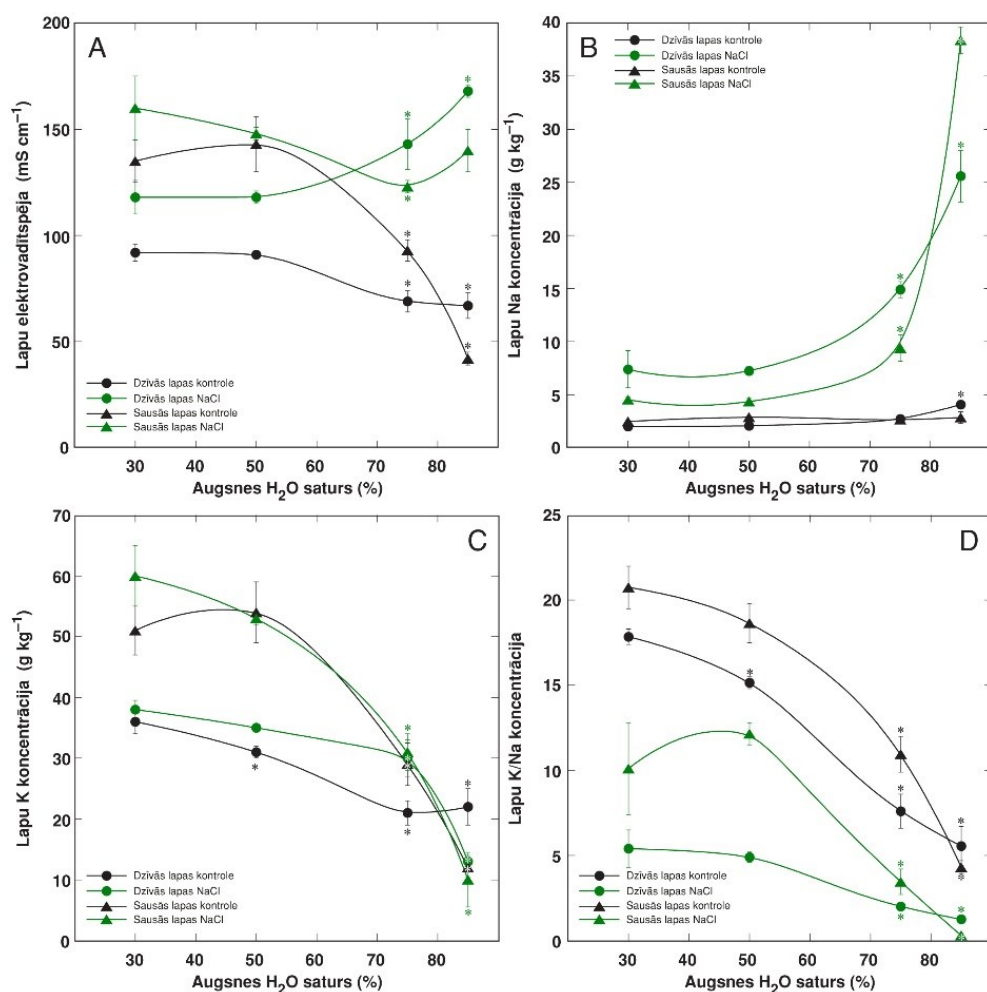 A
Lapu elektrovadītspēja (mS cm⁻¹)
200
150
100
50
0
Dzīvās lapas kontrole
Dzīvās lapas NaCl
Sausās lapas kontrole
Sausās lapas NaCl
30 40 50 60 70 80
Augsnes H₂O saturs (%)
B
Lapu Na koncentrācija (g kg⁻¹)
40
35
30
25
20
15
10
5
0
Dzīvās lapas kontrole
Dzīvās lapas NaCl
Sausās lapas kontrole
Sausās lapas NaCl
30 40 50 60 70 80
Augsnes H₂O saturs (%)
C
Lapu K koncentrācija (g kg⁻¹)
70
60
50
40
30
20
10
0
Dzīvās lapas kontrole
Dzīvās lapas NaCl
Sausās lapas kontrole
Sausās lapas NaCl
30 40 50 60 70 80
Augsnes H₂O saturs (%)
D
Lapu K/Na koncentrācija
25
20
15
10
5
0
Dzīvās lapas kontrole
Dzīvās lapas NaCl
Sausās lapas kontrole
Sausās lapas NaCl
30 40 50 60 70 80
Augsnes H₂O saturs (%)